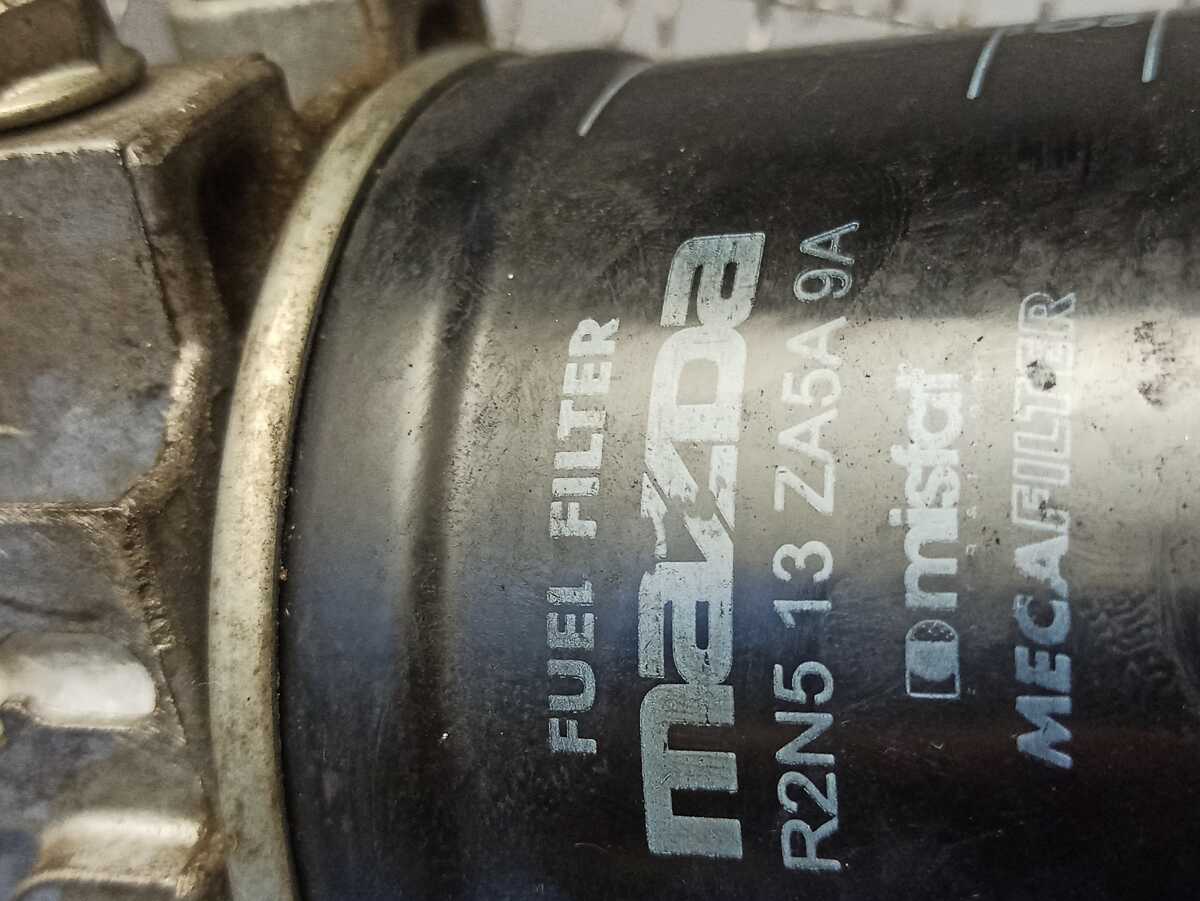 FUEL FILTER
mazda
R2N5 13 ZA5A 9A
mistral
MECAFILTER